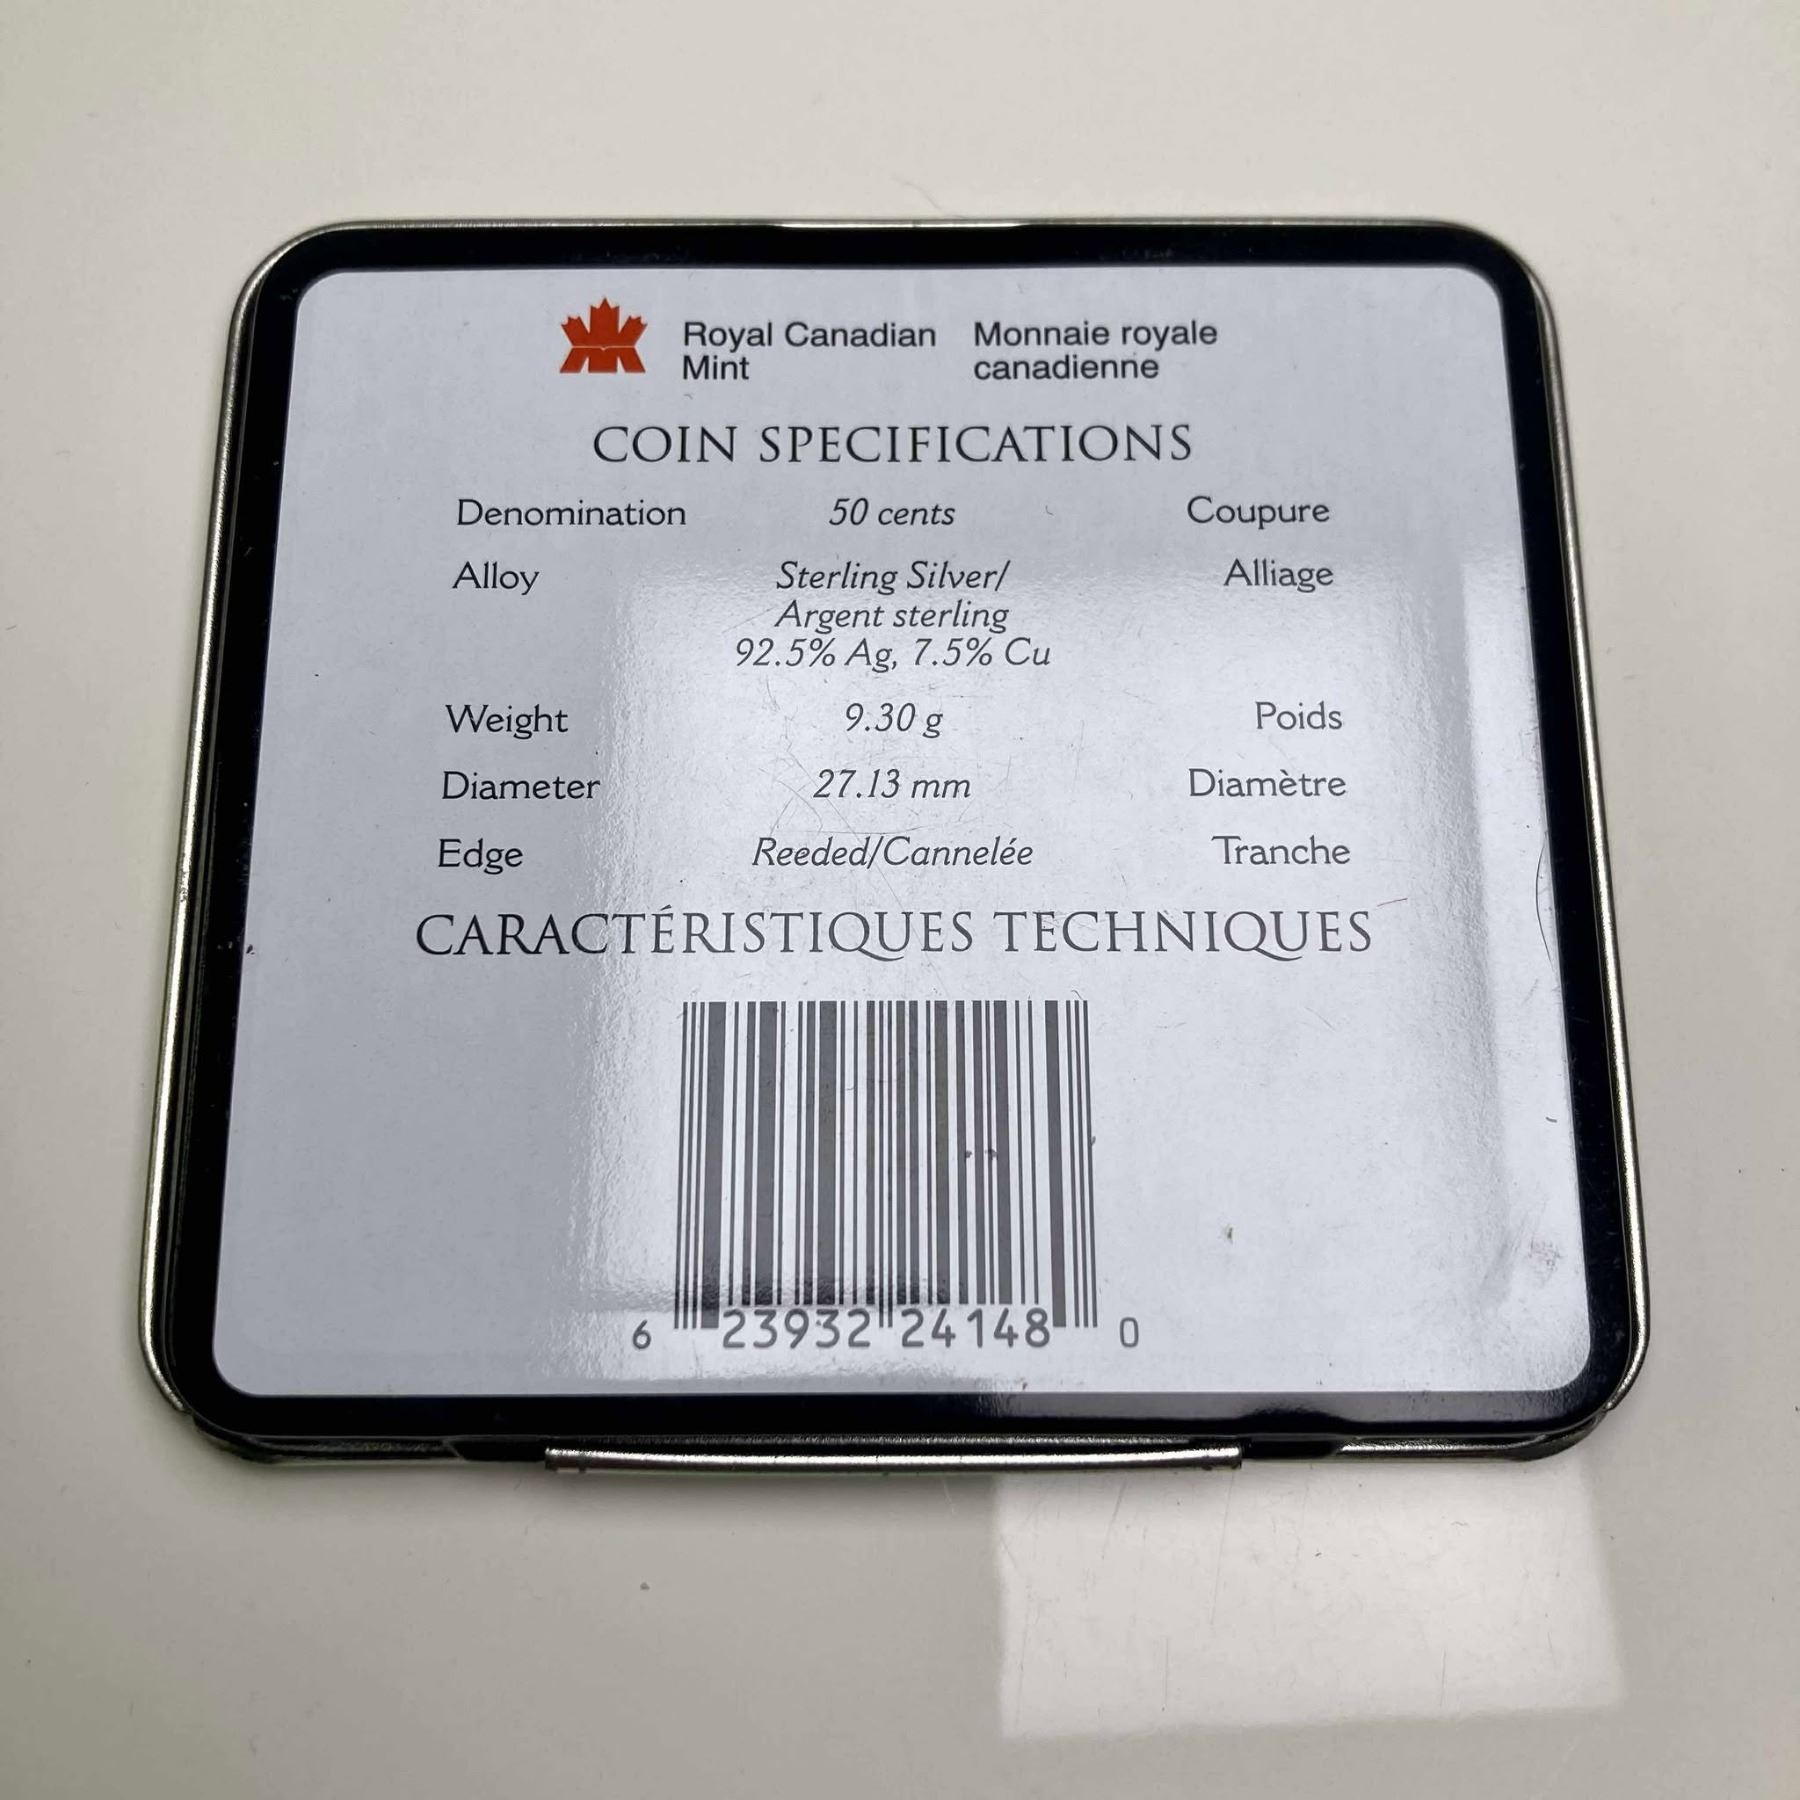 Royal Canadian Mint
Monnaie royale canadienne
COIN SPECIFICATIONS
Denomination 50 cents Coupure
Alloy Sterling Silver/ Alliage
Argent sterling
92.5% Ag, 7.5% Cu
Weight 9.30 g Poids
Diameter 27.13 mm Diamètre
Edge Reeded/Cannelée Tranche
CARACTÉRISTIQUES TECHNIQUES
6 23932 24148 0